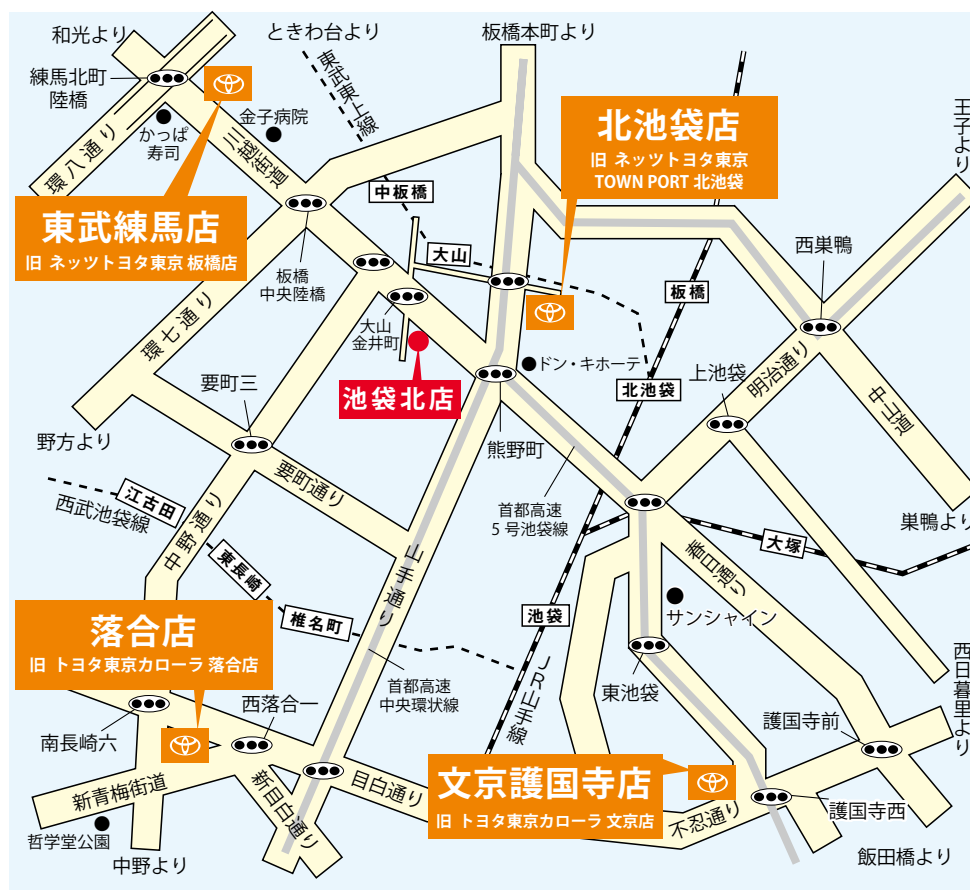 和光より
ときわ台より
板橋本町より
練馬北町
陸橋
東武東上線
金子病院
かっぱ
寿司
川越街道
環八通り
北池袋店
旧 ネッツトヨタ東京
TOWN PORT 北池袋
王子より
中板橋
東武練馬店
旧 ネッツトヨタ東京 板橋店
大山
西巣鴨
板橋
中央陸橋
板橋
環七通り
大山
金井町
ドン・キホーテ
上池袋
明治通り
要町三
池袋北店
北池袋
中山道
野方より
熊野町
要町通り
江古田
西武池袋線
首都高速
5 号池袋線
巣鴨より
中野通り
山手通り
大塚
春日通り
東長崎
サンシャイン
椎名町
池袋
落合店
旧 トヨタ東京カローラ 落合店
JR山手線
西日暮里より
首都高速
中央環状線
東池袋
西落合一
護国寺前
南長崎六
文京護国寺店
旧 トヨタ東京カローラ 文京店
新青梅街道
新目白通り
目白通り
不忍通り
護国寺西
哲学堂公園
中野より
飯田橋より